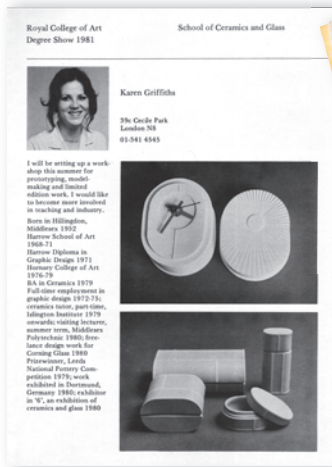 Royal College of Art
Degree Show 1981
School of Ceramics and Glass
Karen Griffiths
39c Cecile Park
London N8
01-341 4345
I will be setting up a work-
shop this summer for
prototyping, model-
making and limited
edition work. I would like
to become more involved
in teaching and industry.
Born in Hillingdon,
Middlesex 1952
Harrow School of Art
1968-71
Harrow Diploma in
Graphic Design 1971
Hornsey College of Art
1976-79
BA in Ceramics 1979
Full-time employment in
graphic design 1972-75;
ceramics tutor, part-time,
Islington Institute 1979
onwards; visiting lecturer,
summer term, Middlesex
Polytechnic 1980; free-
lance design work for
Corning Glass 1980
Prizewinner, Leeds
National Pottery Com-
petition 1979; work
exhibited in Dortmund,
Germany 1980; exhibitor
in '6', an exhibition of
ceramics and glass 1980